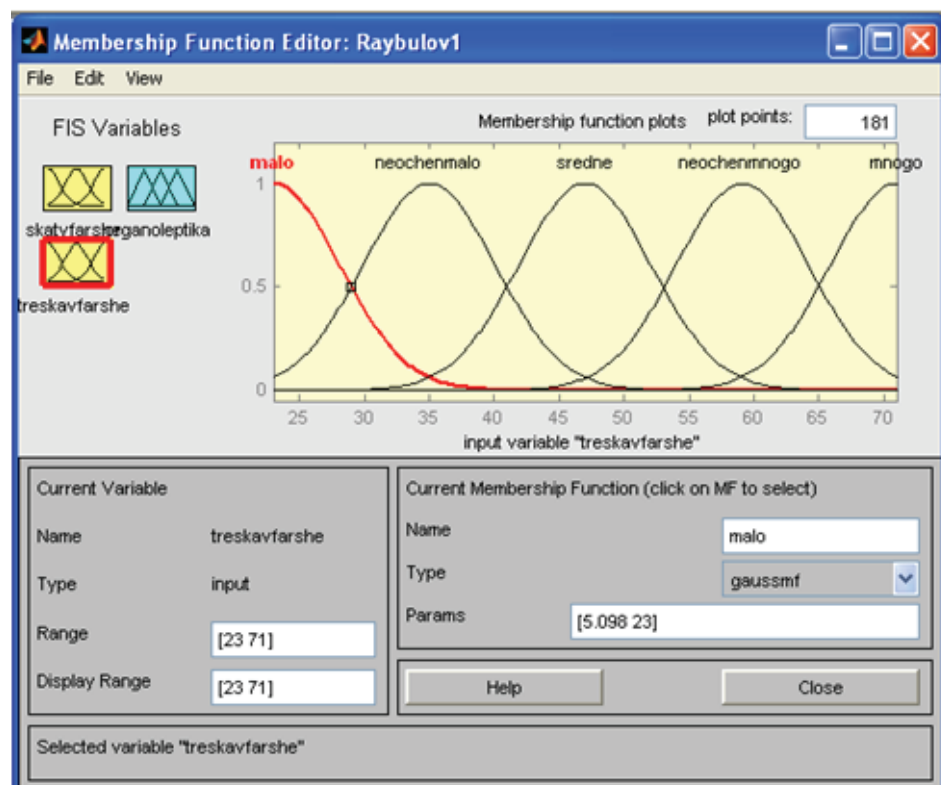 Membership Function Editor: Raybulov1
File Edit View
FIS Variables
Membership function plots plot points: 181
malo neochenmalo sredne neochenmnogo mnogo
1
0.5
0
skatvfarshe organoleptika
treskavfarshe
25 30 35 40 45 50 55 60 65 70
input variable "treskavfarshe"
Current Variable
Name treskavfarshe
Type input
Range [23 71]
Display Range [23 71]
Current Membership Function (click on MF to select)
Name malo
Type gaussmf
Params [5.098 23]
Help Close
Selected variable "treskavfarshe"